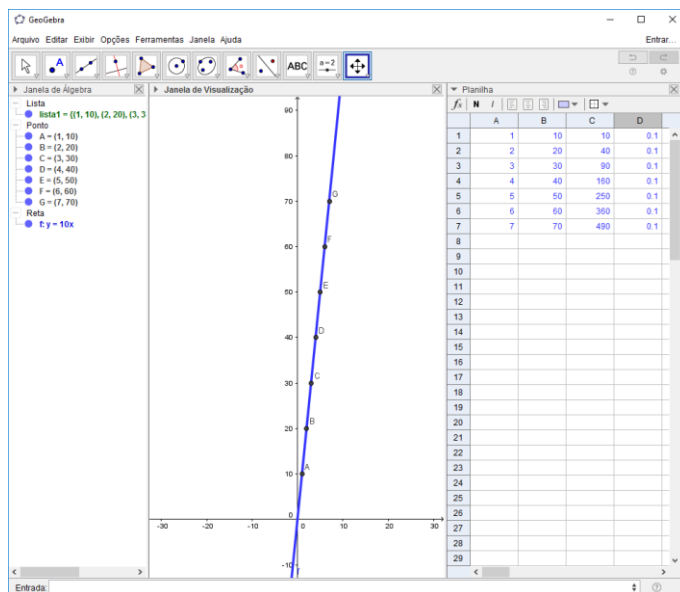 GeoGebra
Arquivo Editar Exibir Opções Ferramentas Janela Ajuda Entrar...
A ABC a=2
Janela de Álgebra
Lista
lista1 = {(1, 10), (2, 20), (3, 3
Ponto
A = (1, 10)
B = (2, 20)
C = (3, 30)
D = (4, 40)
E = (5, 50)
F = (6, 60)
G = (7, 70)
Reta
f: y = 10x
Janela de Visualização
90
80
70
60
50
40
30
20
10
0
-10
-30 -20 -10 0 10 20 30
G
F
E
D
C
B
A
f
Planilha
fx N I
A B C D
1 1 10 10 0.1
2 2 20 40 0.1
3 3 30 90 0.1
4 4 40 160 0.1
5 5 50 250 0.1
6 6 60 360 0.1
7 7 70 490 0.1
8
9
10
11
12
13
14
15
16
17
18
19
20
21
22
23
24
25
26
27
28
29
Entrada: